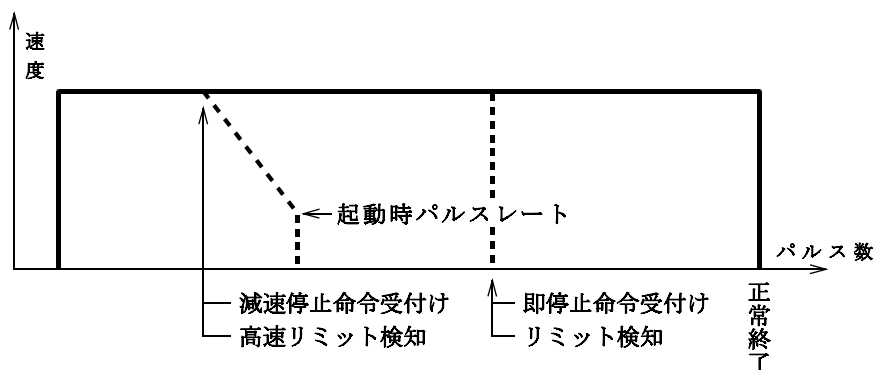 速度
起動時パルスレート
パルス数
減速停止命令受付け
高速リミット検知
即停止命令受付け
リミット検知
正常終了